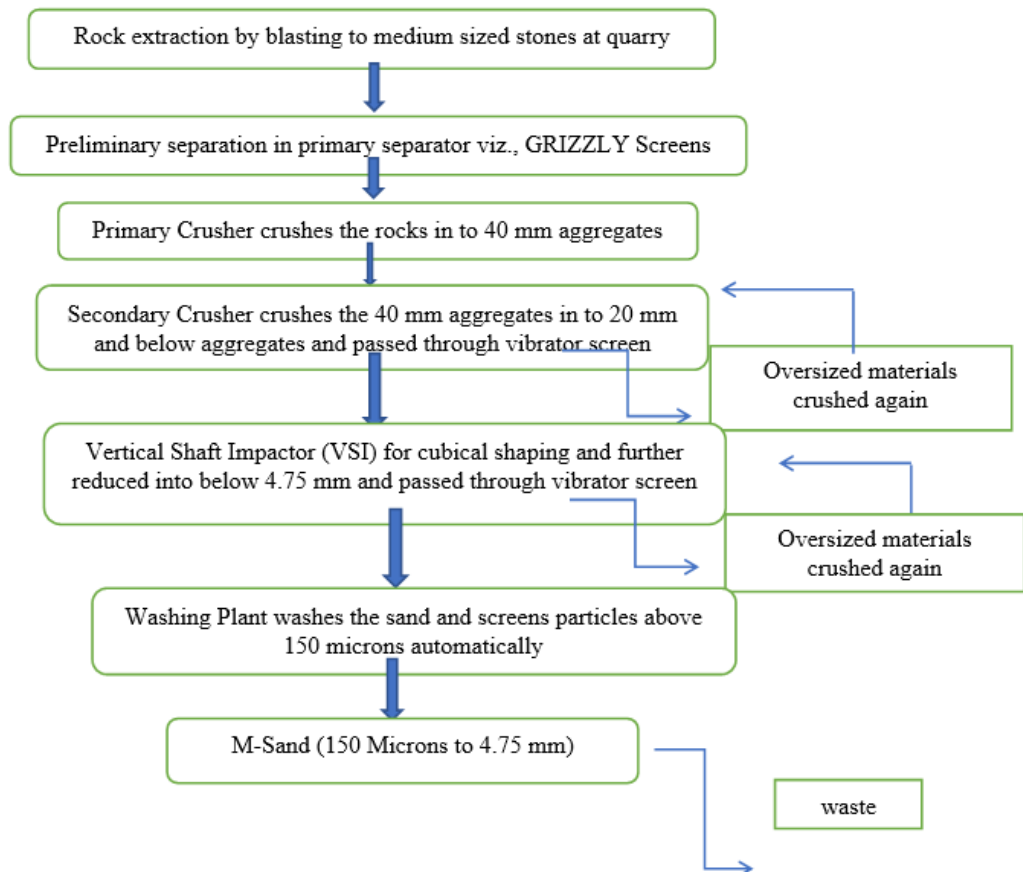 Rock extraction by blasting to medium sized stones at quarry
Preliminary separation in primary separator viz., GRIZZLY Screens
Primary Crusher crushes the rocks in to 40 mm aggregates
Secondary Crusher crushes the 40 mm aggregates in to 20 mm
and below aggregates and passed through vibrator screen
Oversized materials
crushed again
Vertical Shaft Impactor (VSI) for cubical shaping and further
reduced into below 4.75 mm and passed through vibrator screen
Oversized materials
crushed again
Washing Plant washes the sand and screens particles above
150 microns automatically
M-Sand (150 Microns to 4.75 mm)
waste